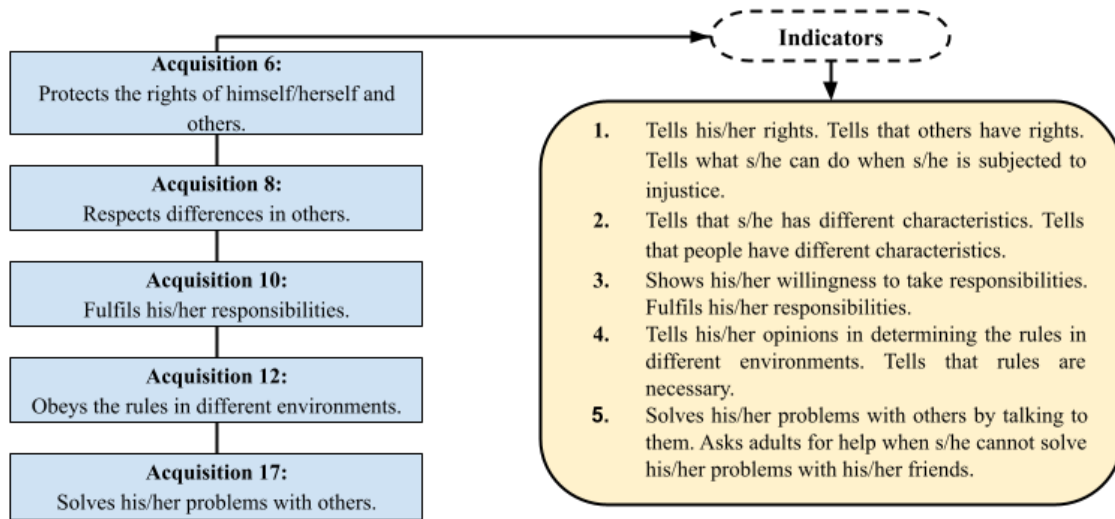 Acquisition 6:
Protects the rights of himself/herself and
others.
Acquisition 8:
Respects differences in others.
Acquisition 10:
Fulfils his/her responsibilities.
Acquisition 12:
Obeys the rules in different environments.
Acquisition 17:
Solves his/her problems with others.
Indicators
1. Tells his/her rights. Tells that others have rights.
Tells what s/he can do when s/he is subjected to
injustice.
2. Tells that s/he has different characteristics. Tells
that people have different characteristics.
3. Shows his/her willingness to take responsibilities.
Fulfils his/her responsibilities.
4. Tells his/her opinions in determining the rules in
different environments. Tells that rules are
necessary.
5. Solves his/her problems with others by talking to
them. Asks adults for help when s/he cannot solve
his/her problems with his/her friends.